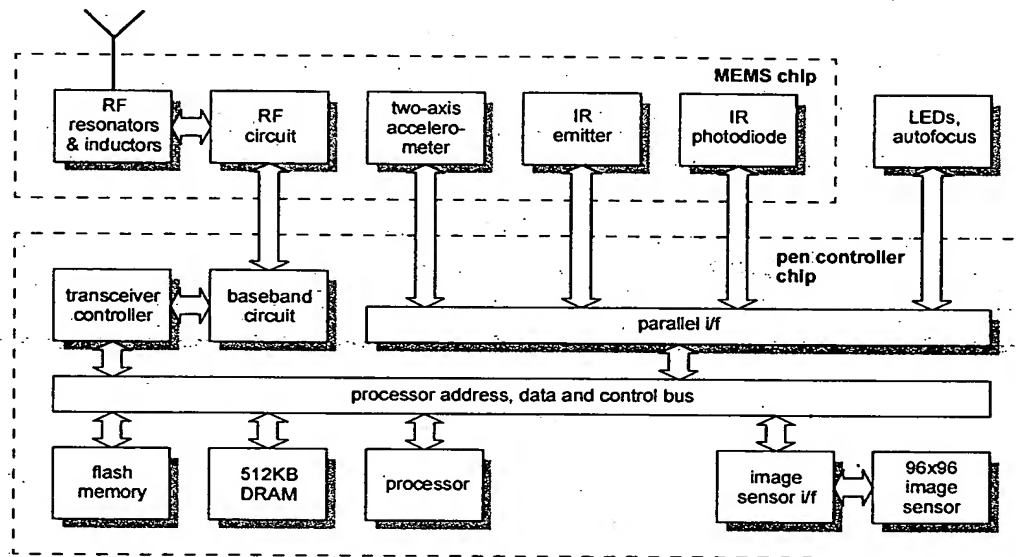 MEMS chip
RF
resonators
& inductors
RF
circuit
two-axis
accelero-
meter
IR
emitter
IR
photodiode
LEDs,
autofocus
pen controller
chip
transceiver
controller
baseband
circuit
parallel i/f
processor address, data and control bus
flash
memory
512KB
DRAM
processor
image
sensor i/f
96x96
image
sensor